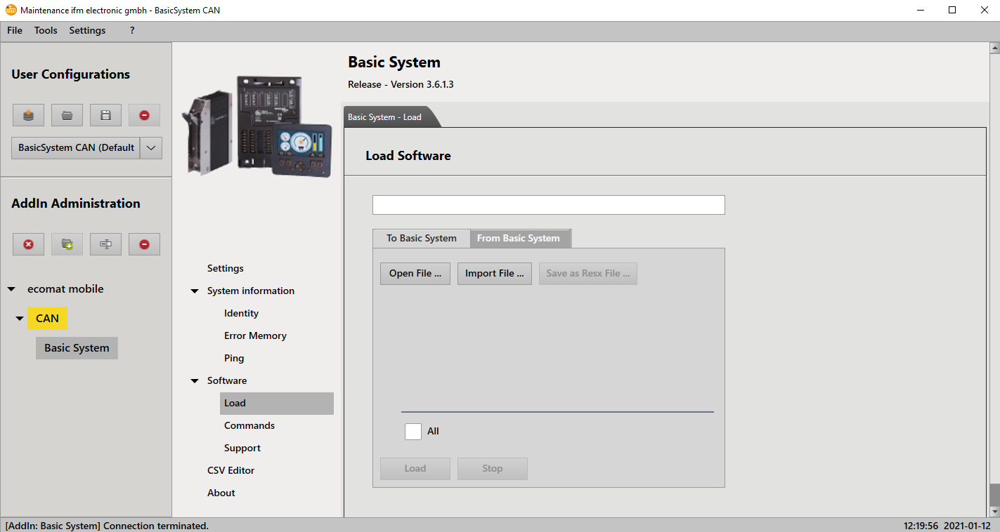 Maintenance ifm electronic gmbh - BasicSystem CAN
File Tools Settings ?
User Configurations
BasicSystem CAN (Default
AddIn Administration
ecomat mobile
CAN
Basic System
Settings
System information
Identity
Error Memory
Ping
Software
Load
Commands
Support
CSV Editor
About
Basic System
Release - Version 3.6.1.3
Basic System - Load
Load Software
To Basic System From Basic System
Open File ... Import File ... Save as Resx File ...
All
Load Stop
[AddIn: Basic System] Connection terminated.
12:19:56 2021-01-12